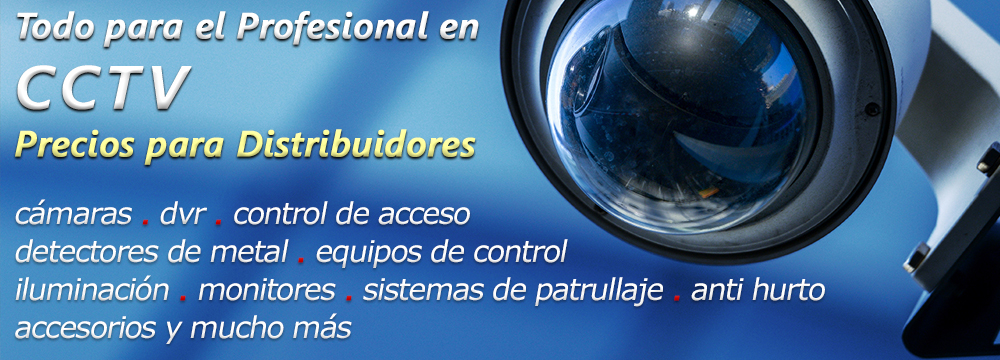 Todo para el Profesional en
CCTV
Precios para Distribuidores
cámaras . dvr . control de acceso
detectores de metal . equipos de control
iluminación . monitores . sistemas de patrullaje . anti hurto
accesorios y mucho más